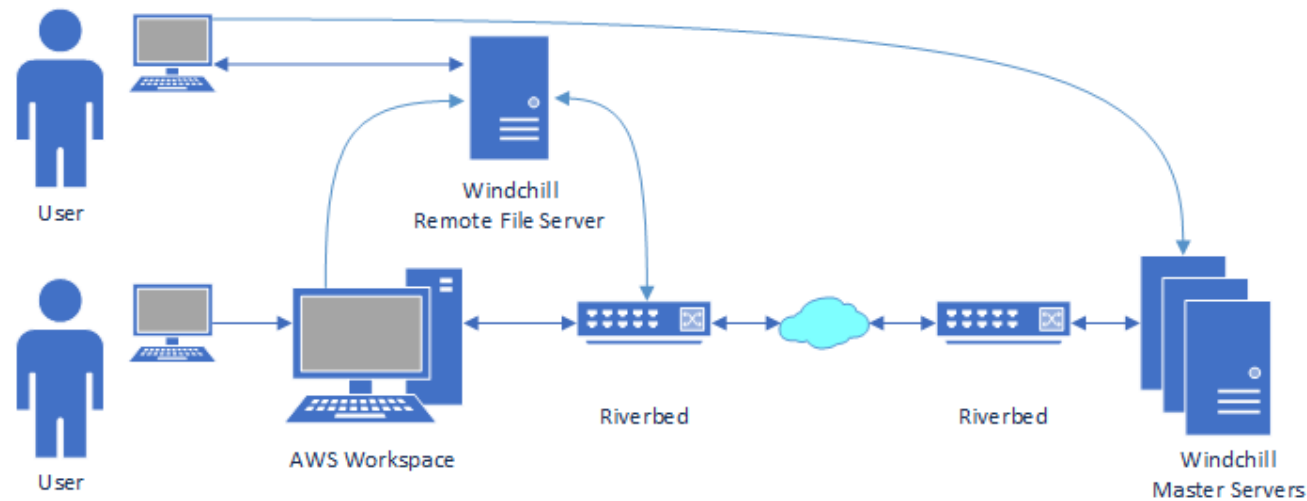 User
Windchill
Remote File Server
User
AWS Workspace
Riverbed
Riverbed
Windchill
Master Servers